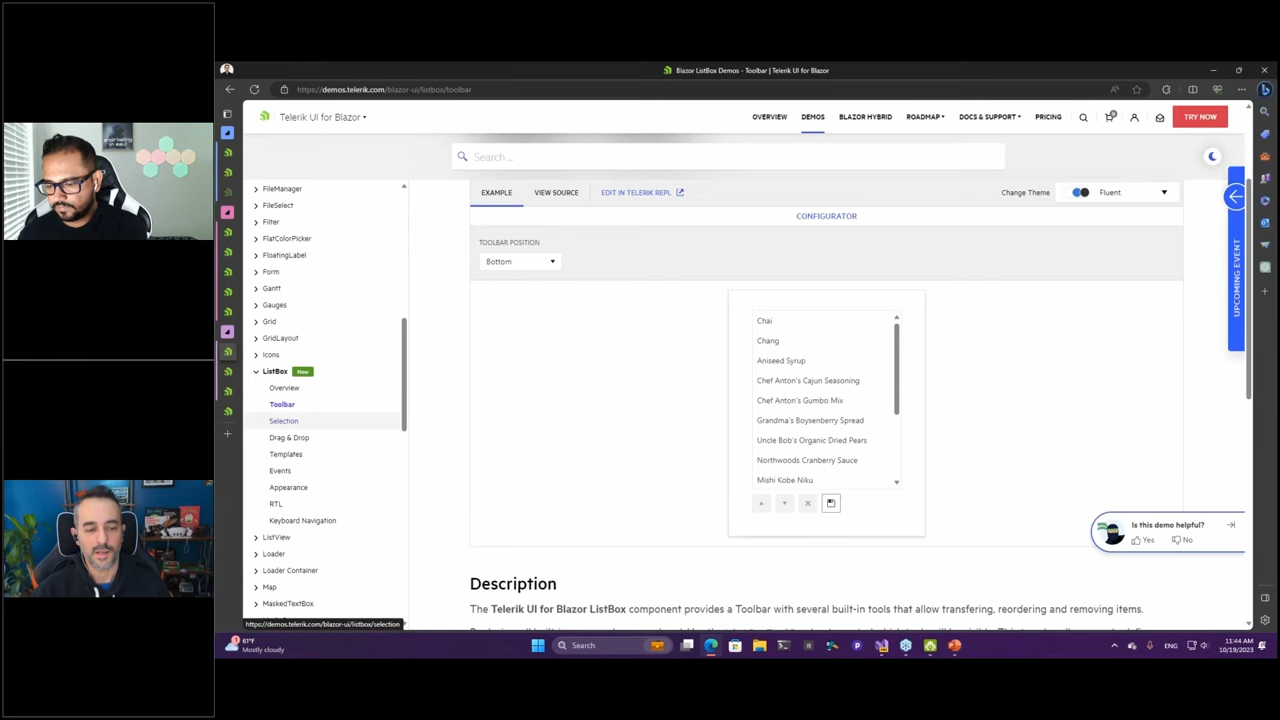 Blazor ListBox Demos - Toolbar | Telerik UI for Blazor
https://demos.telerik.com/blazor-ui/listbox/toolbar
Telerik UI for Blazor
OVERVIEW
DEMOS
BLAZOR HYBRID
ROADMAP
DOCS & SUPPORT
PRICING
0
TRY NOW
Search ...
FileManager
FileSelect
Filter
FlatColorPicker
FloatingLabel
Form
Gantt
Gauges
Grid
GridLayout
Icons
ListBox New
Overview
Toolbar
Selection
Drag & Drop
Templates
Events
Appearance
RTL
Keyboard Navigation
ListView
Loader
Loader Container
Map
MaskedTextBox
https://demos.telerik.com/blazor-ui/listbox/selection
EXAMPLE
VIEW SOURCE
EDIT IN TELERIK REPL
Change Theme
Fluent
CONFIGURATOR
TOOLBAR POSITION
Bottom
Chai
Chang
Aniseed Syrup
Chef Anton's Cajun Seasoning
Chef Anton's Gumbo Mix
Grandma's Boysenberry Spread
Uncle Bob's Organic Dried Pears
Northwoods Cranberry Sauce
Mishi Kobe Niku
UPCOMING EVENT
Is this demo helpful?
Yes
No
Description
The Telerik UI for Blazor ListBox component provides a Toolbar with several built-in tools that allow transfering, reordering and removing items.
1
61°F
Mostly cloudy
Search
ENG
11:44 AM
10/19/2023